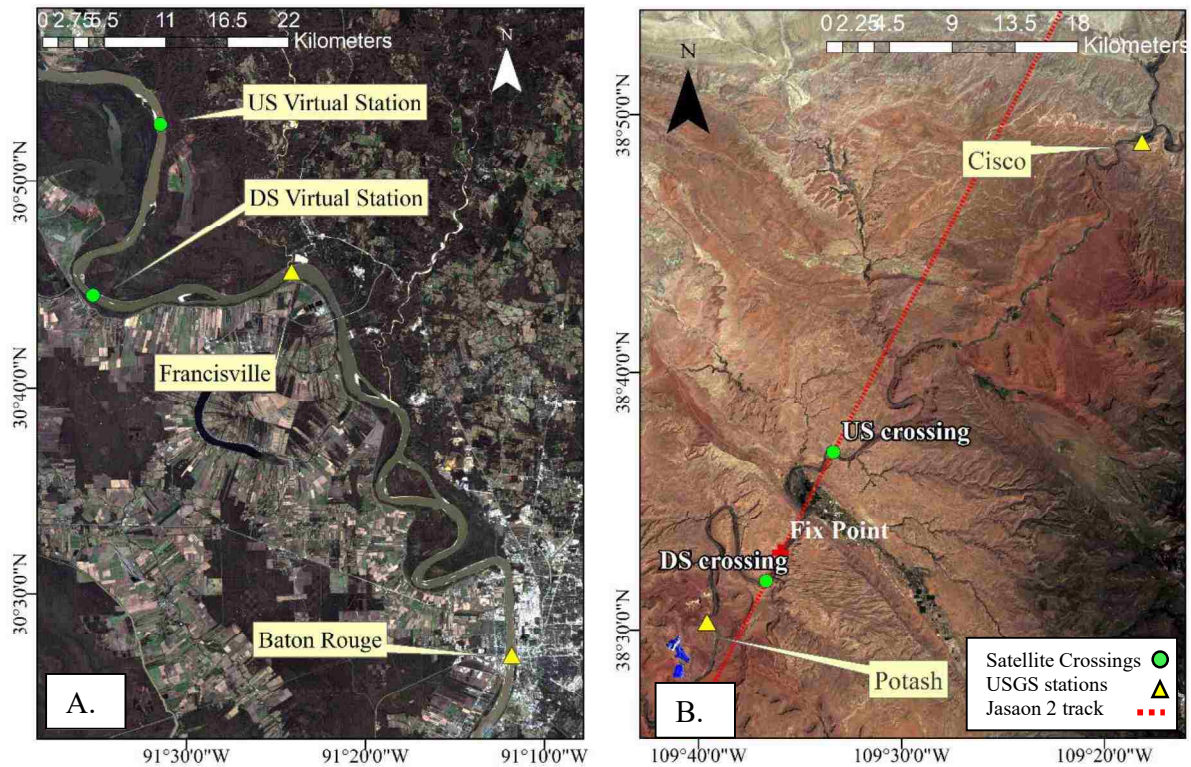 0 2.75 5.5 11 16.5 22
Kilometers
N
US Virtual Station
DS Virtual Station
Francisville
Baton Rouge
A.
30°50'0"N
30°40'0"N
30°30'0"N
91°30'0"W
91°20'0"W
91°10'0"W
0 2.25 4.5 9 13.5 18
Kilometers
N
Cisco
US crossing
Fix Point
DS crossing
Potash
B.
Satellite Crossings
USGS stations
Jasaon 2 track
38°50'0"N
38°40'0"N
38°30'0"N
109°40'0"W
109°30'0"W
109°20'0"W